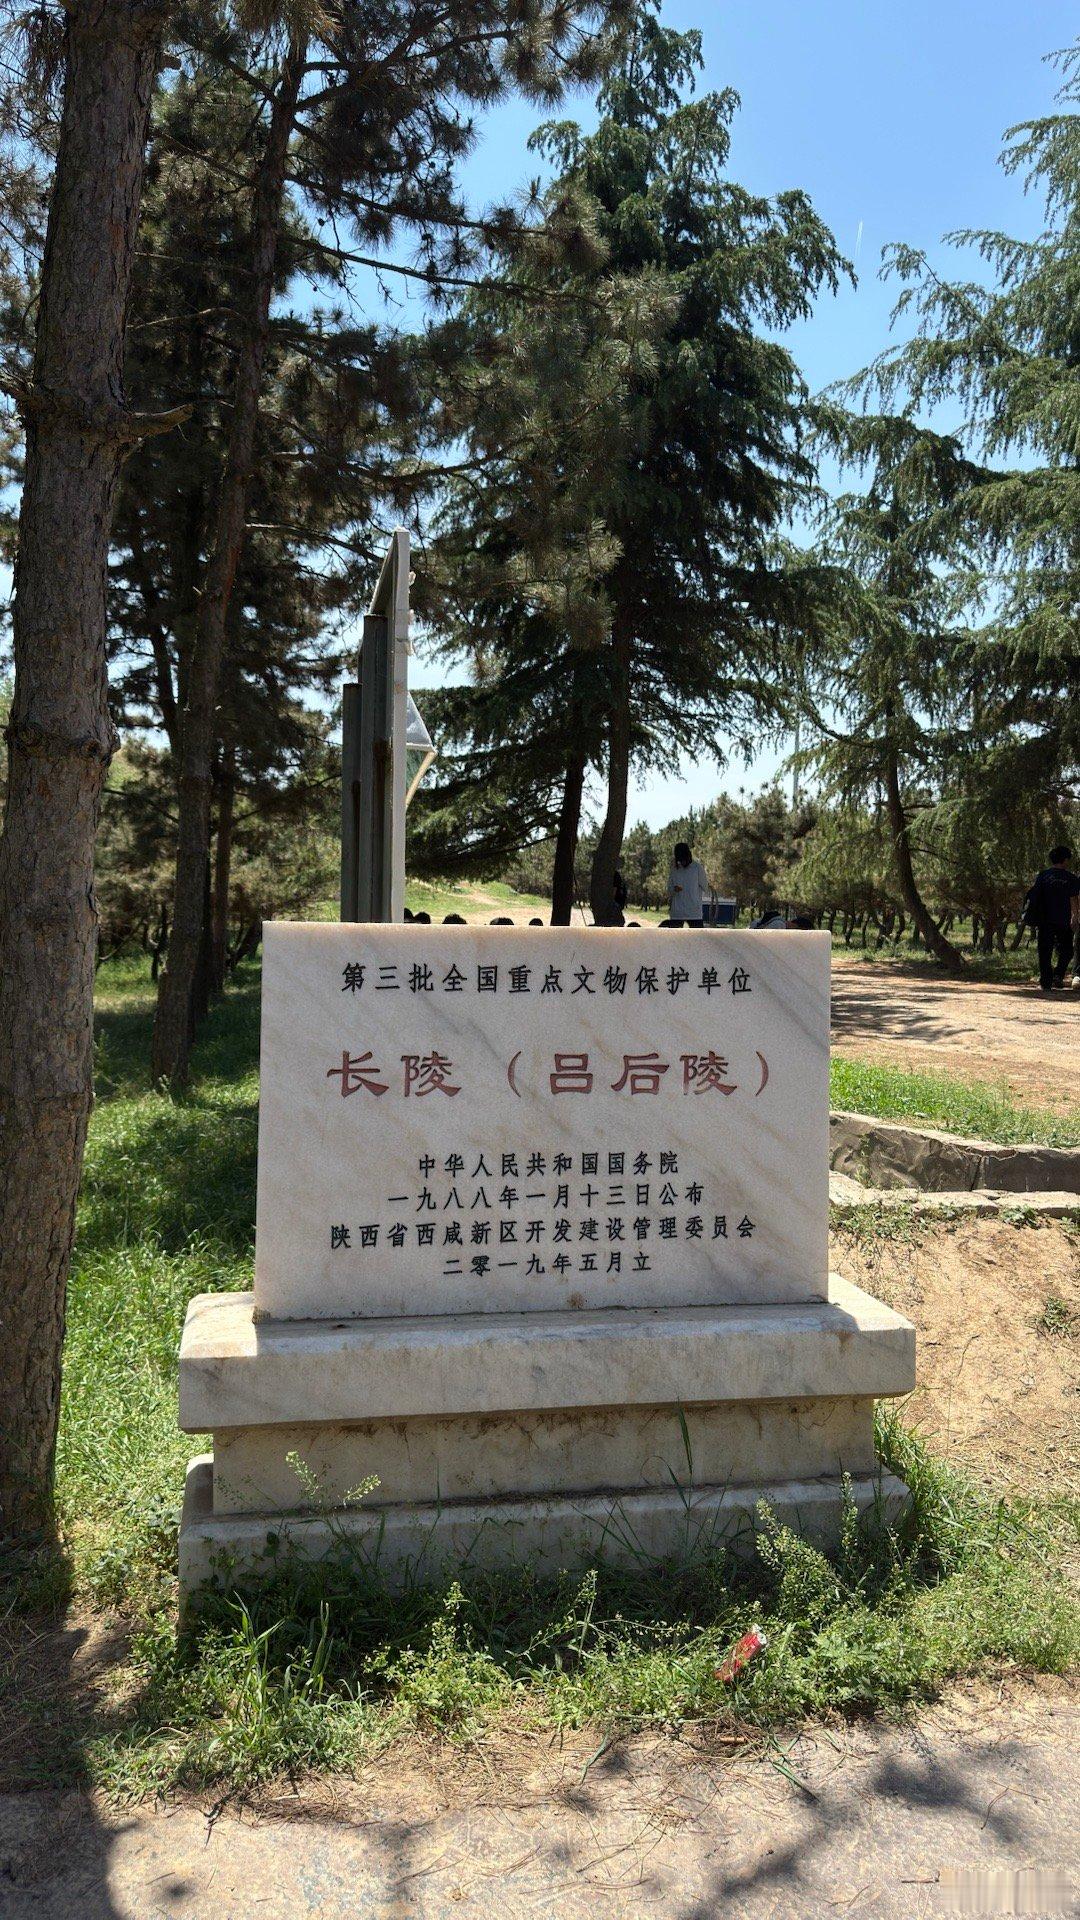 第三批全国重点文物保护单位
长陵（吕后陵）
中华人民共和国国务院
一九八八年一月十三日公布
陕西省西咸新区开发建设管理委员会
二零一九年五月立